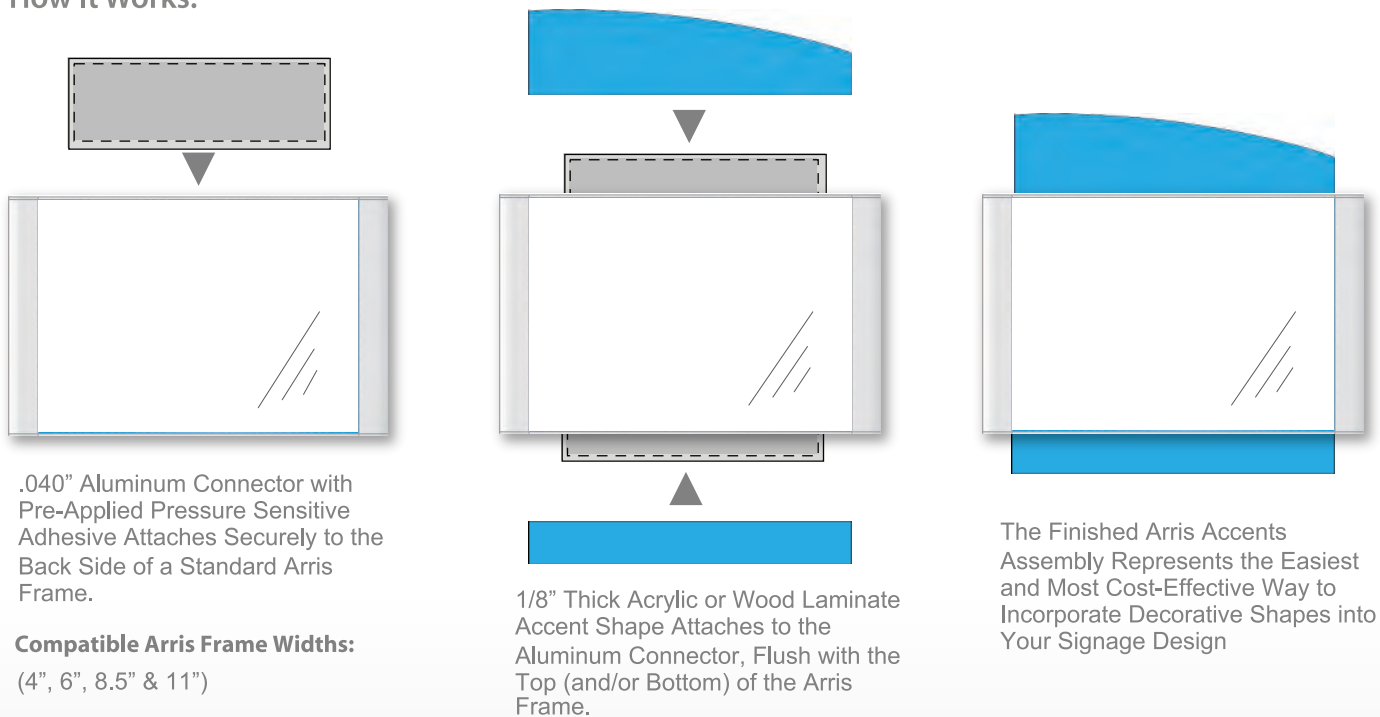 How It Works:
.040” Aluminum Connector with
Pre-Applied Pressure Sensitive
Adhesive Attaches Securely to the
Back Side of a Standard Arris
Frame.
Compatible Arris Frame Widths:
(4”, 6”, 8.5” & 11”)
1/8” Thick Acrylic or Wood Laminate
Accent Shape Attaches to the
Aluminum Connector, Flush with the
Top (and/or Bottom) of the Arris
Frame.
The Finished Arris Accents
Assembly Represents the Easiest
and Most Cost-Effective Way to
Incorporate Decorative Shapes into
Your Signage Design